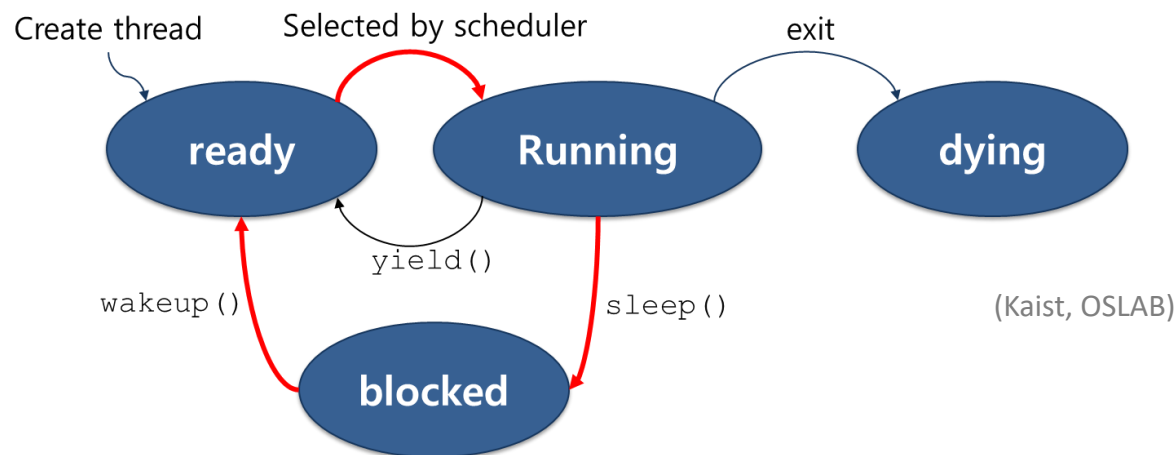 Create thread
Selected by scheduler
exit
ready
Running
dying
yield()
wakeup()
sleep()
(Kaist, OSLAB)
blocked